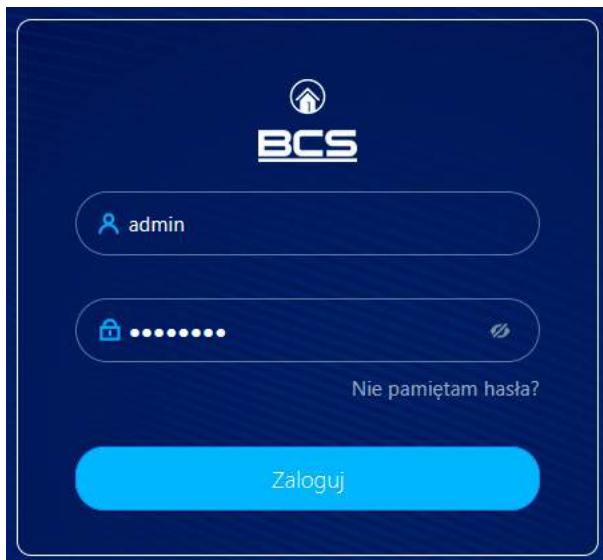 BCS
admin
••••••••
Nie pamiętam hasła?
Zaloguj